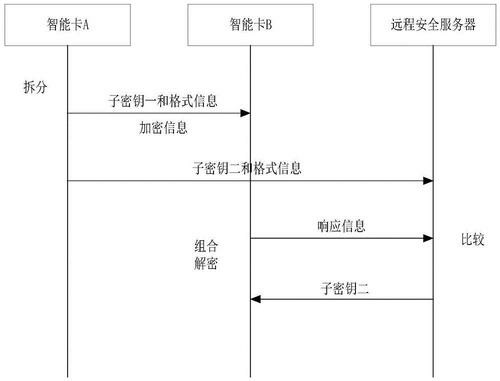 智能卡A
智能卡B
远程安全服务器
拆分
子密钥一和格式信息
加密信息
子密钥二和格式信息
响应信息
比较
组合
解密
子密钥二